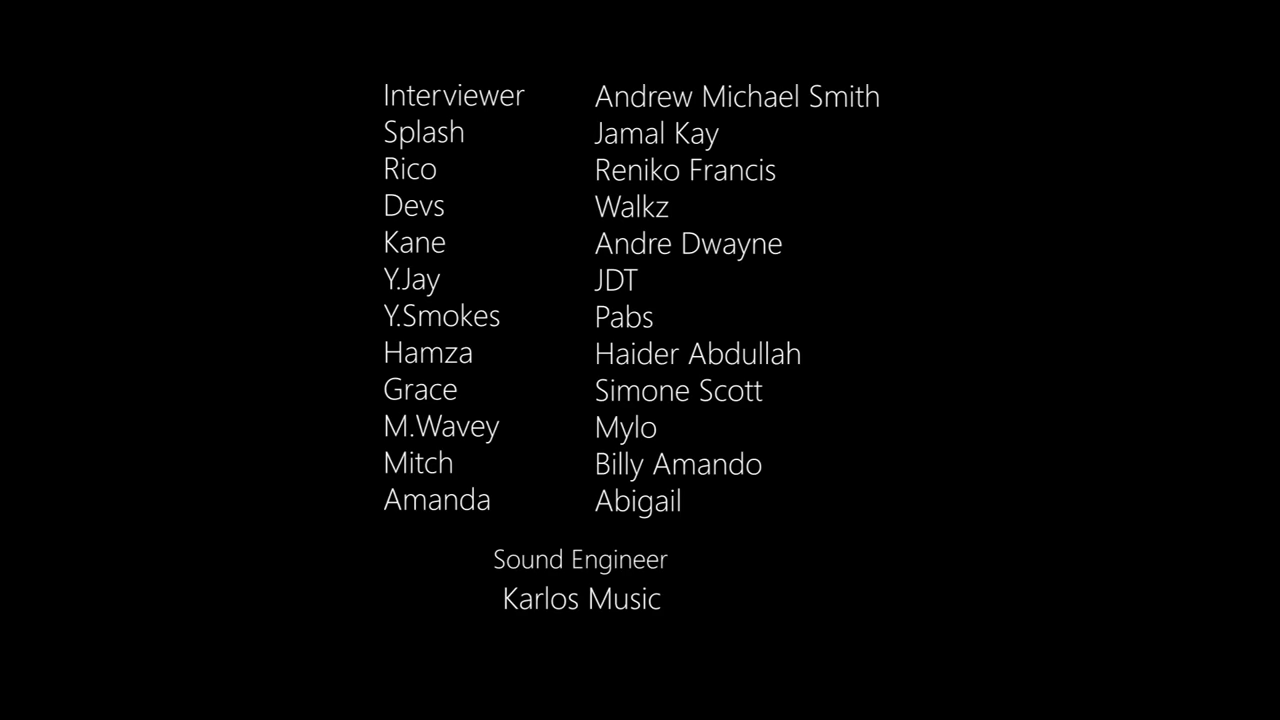 Interviewer Andrew Michael Smith
Splash Jamal Kay
Rico Reniko Francis
Devs Walkz
Kane Andre Dwayne
Y.Jay JDT
Y.Smokes Pabs
Hamza Haider Abdullah
Grace Simone Scott
M.Wavey Mylo
Mitch Billy Amando
Amanda Abigail
Sound Engineer
Karlos Music